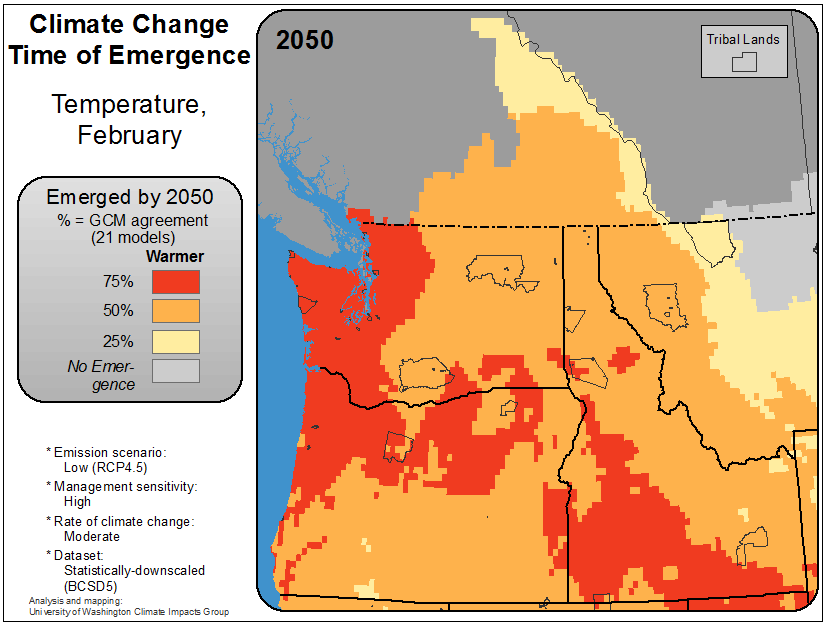 Climate Change
Time of Emergence
Temperature,
February
Emerged by 2050
% = GCM agreement
(21 models)
Warmer
75%
50%
25%
No Emer-
gence
* Emission scenario:
Low (RCP4.5)
* Management sensitivity:
High
* Rate of climate change:
Moderate
* Dataset:
Statistically-downscaled
(BCSD5)
Analysis and mapping:
University of Washington Climate Impacts Group
2050
Tribal Lands